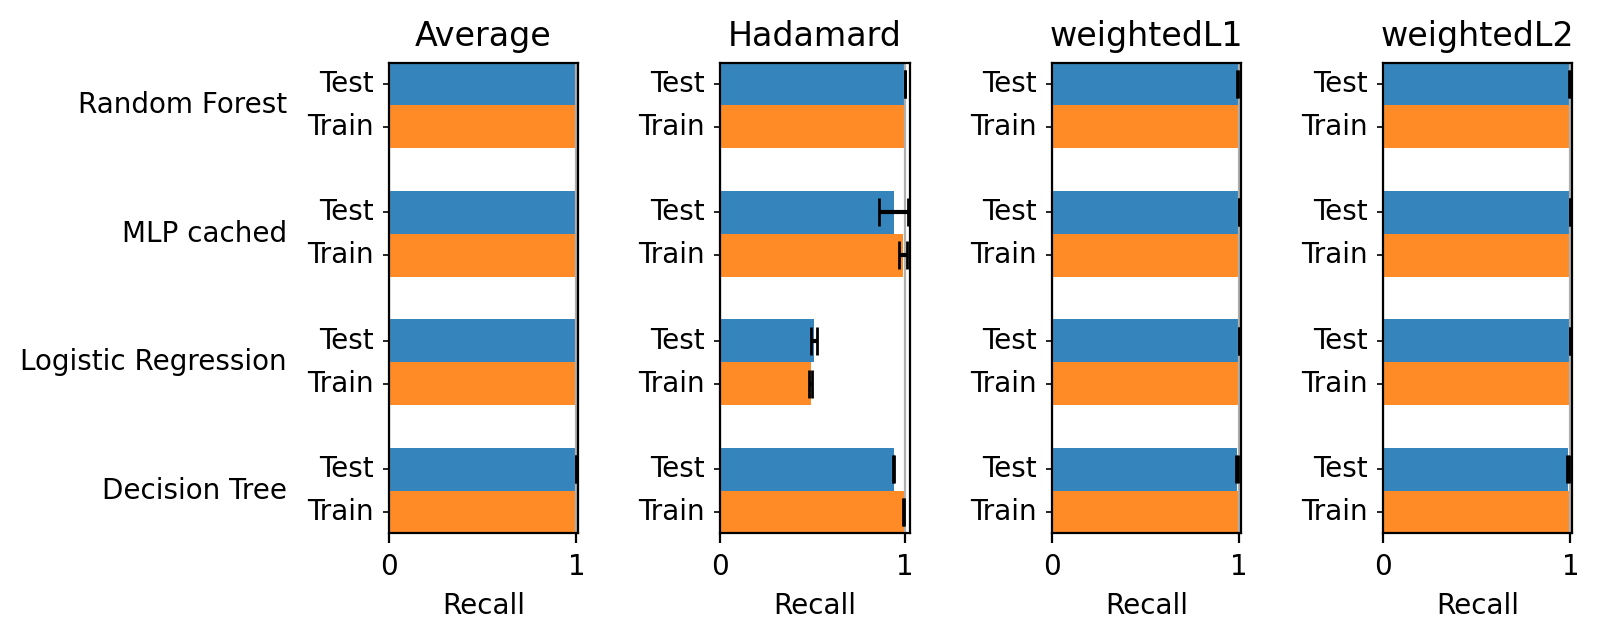 Average Hadamard weightedL1 weightedL2
Random Forest
Test Test Test Test
Train Train Train Train
MLP cached
Test Test Test Test
Train Train Train Train
Logistic Regression
Test Test Test Test
Train Train Train Train
Decision Tree
Test Test Test Test
Train Train Train Train
0 1 0 1 0 1 0 1
Recall Recall Recall Recall